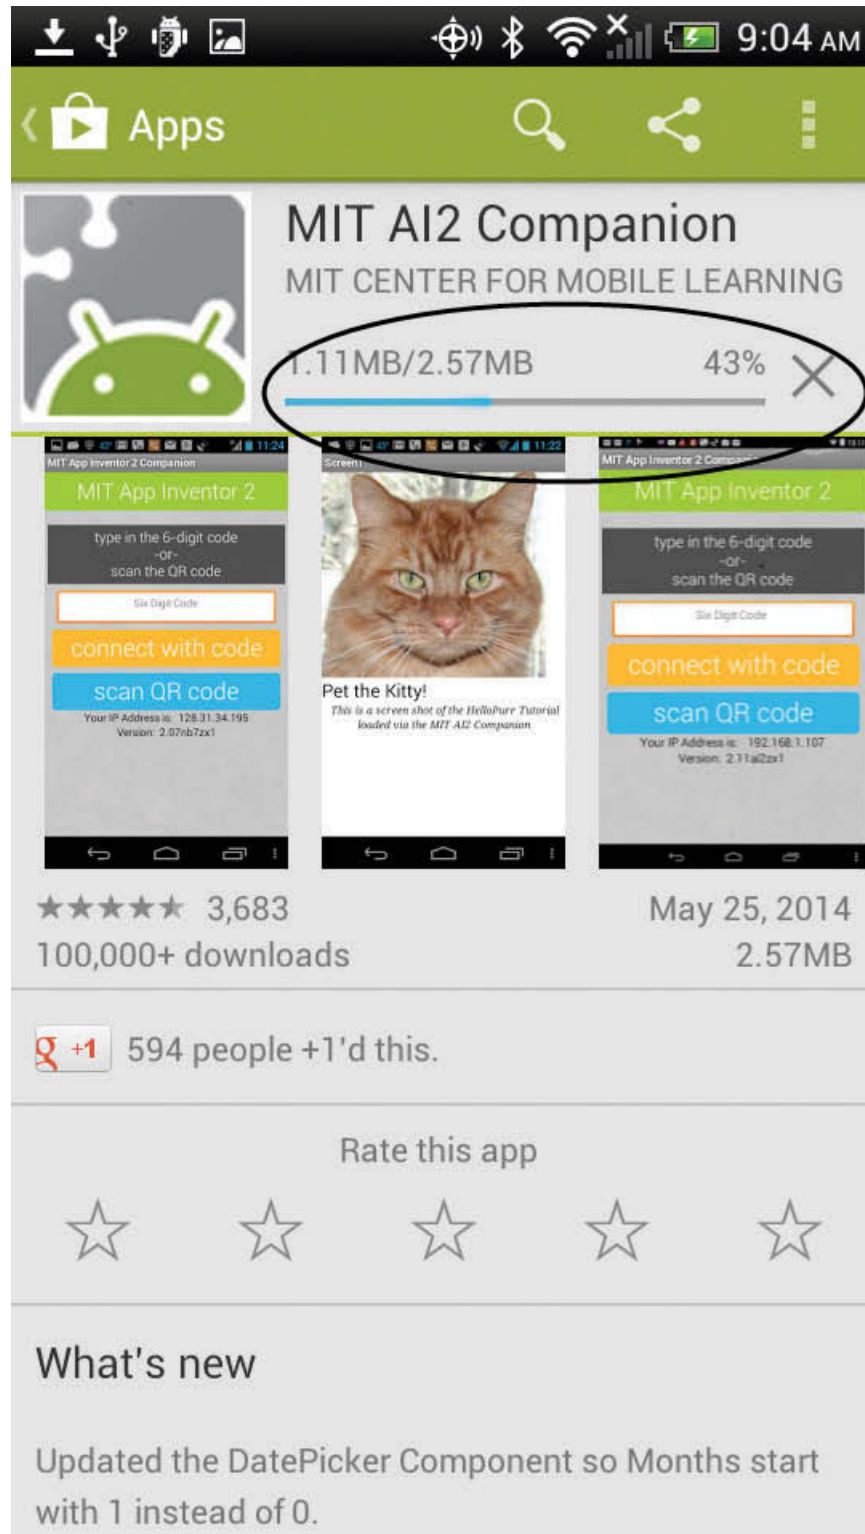 9:04 AM
Apps
MIT AI2 Companion
MIT CENTER FOR MOBILE LEARNING
1.11MB/2.57MB 43%
11:24
MIT App Inventor 2 Companion
MIT App Inventor 2
type in the 6-digit code
-or-
scan the QR code
Six Digit Code
connect with code
scan QR code
Your IP Address is: 128.31.34.195
Version: 2.07nb7zx1
11:22
Screen1
Pet the Kitty!
This is a screen shot of the HelloPurr Tutorial
loaded via the MIT AI2 Companion
MIT App Inventor 2
type in the 6-digit code
-or-
scan the QR code
Six Digit Code
connect with code
scan QR code
Your IP Address is: 192.168.1.107
Version: 2.11ai2zx1
3,683
May 25, 2014
100,000+ downloads
2.57MB
g +1 594 people +1'd this.
Rate this app
What's new
Updated the DatePicker Component so Months start
with 1 instead of 0.